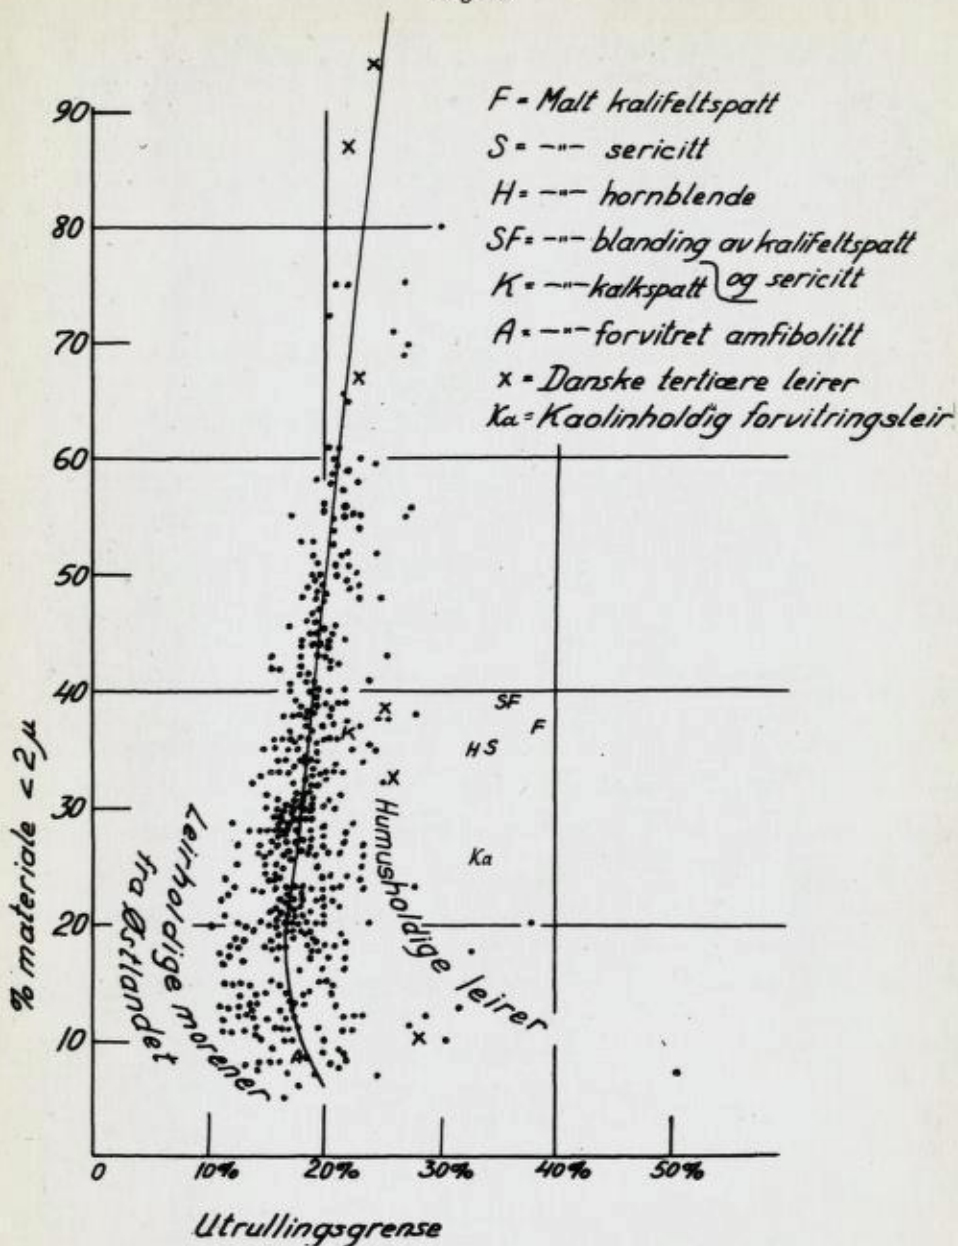 F = Malt kalifeltspatt
S = -"- sericitt
H = -"- hornblende
SF = -"- blanding av kalifeltspatt
K = -"- kalkspatt og sericitt
A = -"- forvitret amfibolitt
x = Danske tertiære leirer
Ka = Kaolinholdig forvitringsleir
90
80
70
60
50
40
30
20
10
% materiale < 2μ
SF
F
H S
K
Ka
A
Leirholdige morener
fra Østlandet
Humusholdige leirer
0 10% 20% 30% 40% 50%
Utrullingsgrense